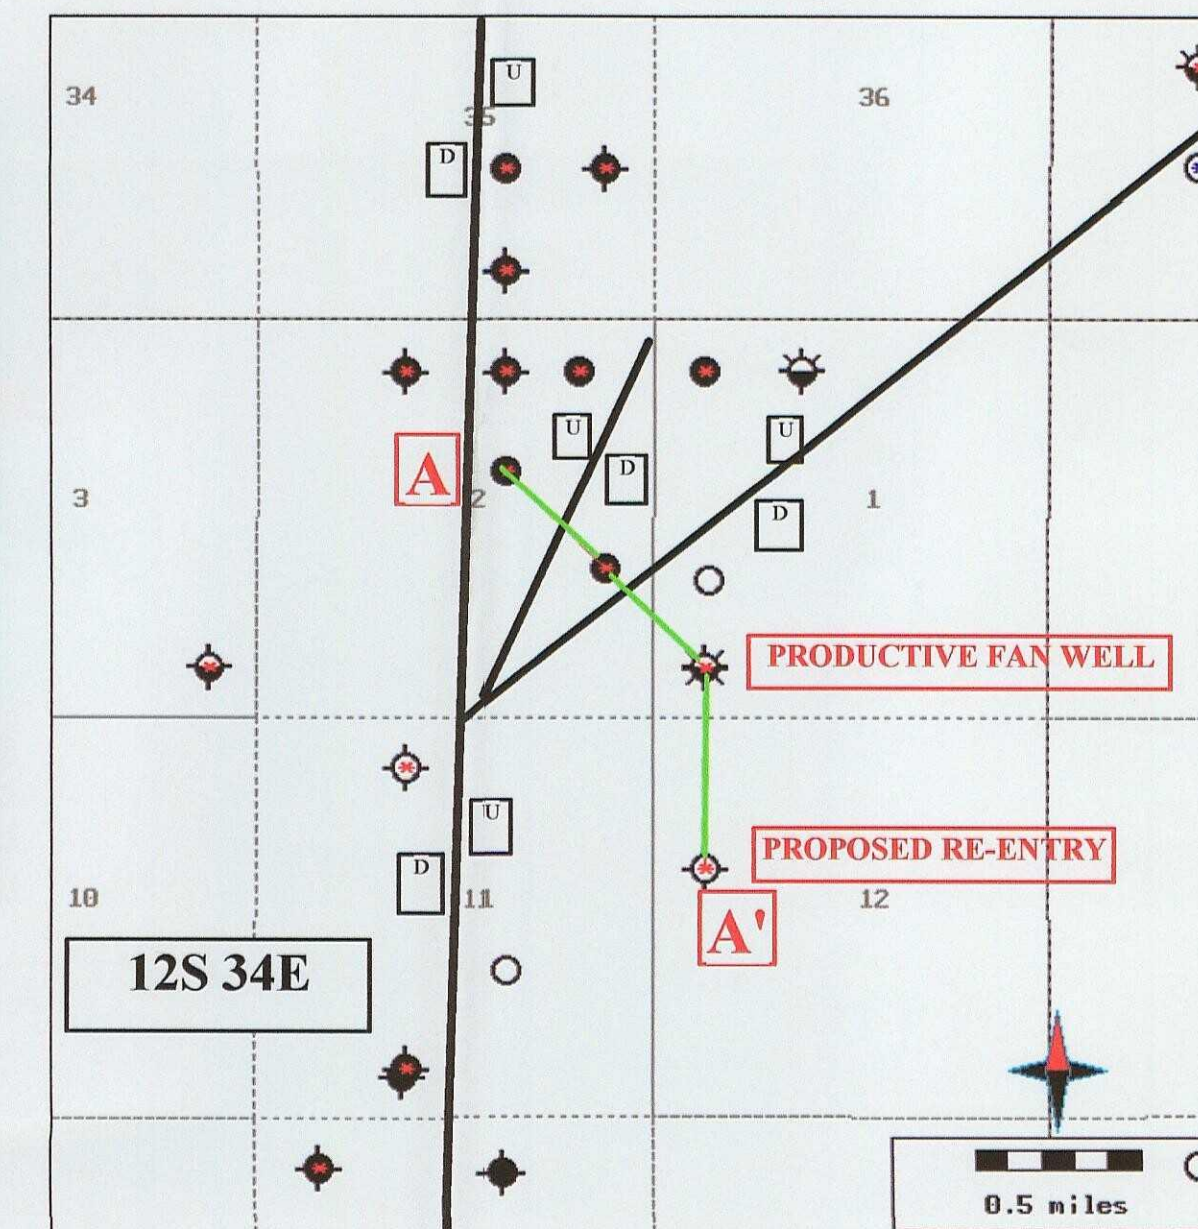 U
34
36
35
D
U
D
U
A
3
2
1
D
PRODUCTIVE FAN WELL
U
PROPOSED RE-ENTRY
D
10
11
12
A'
12S 34E
0.5 miles